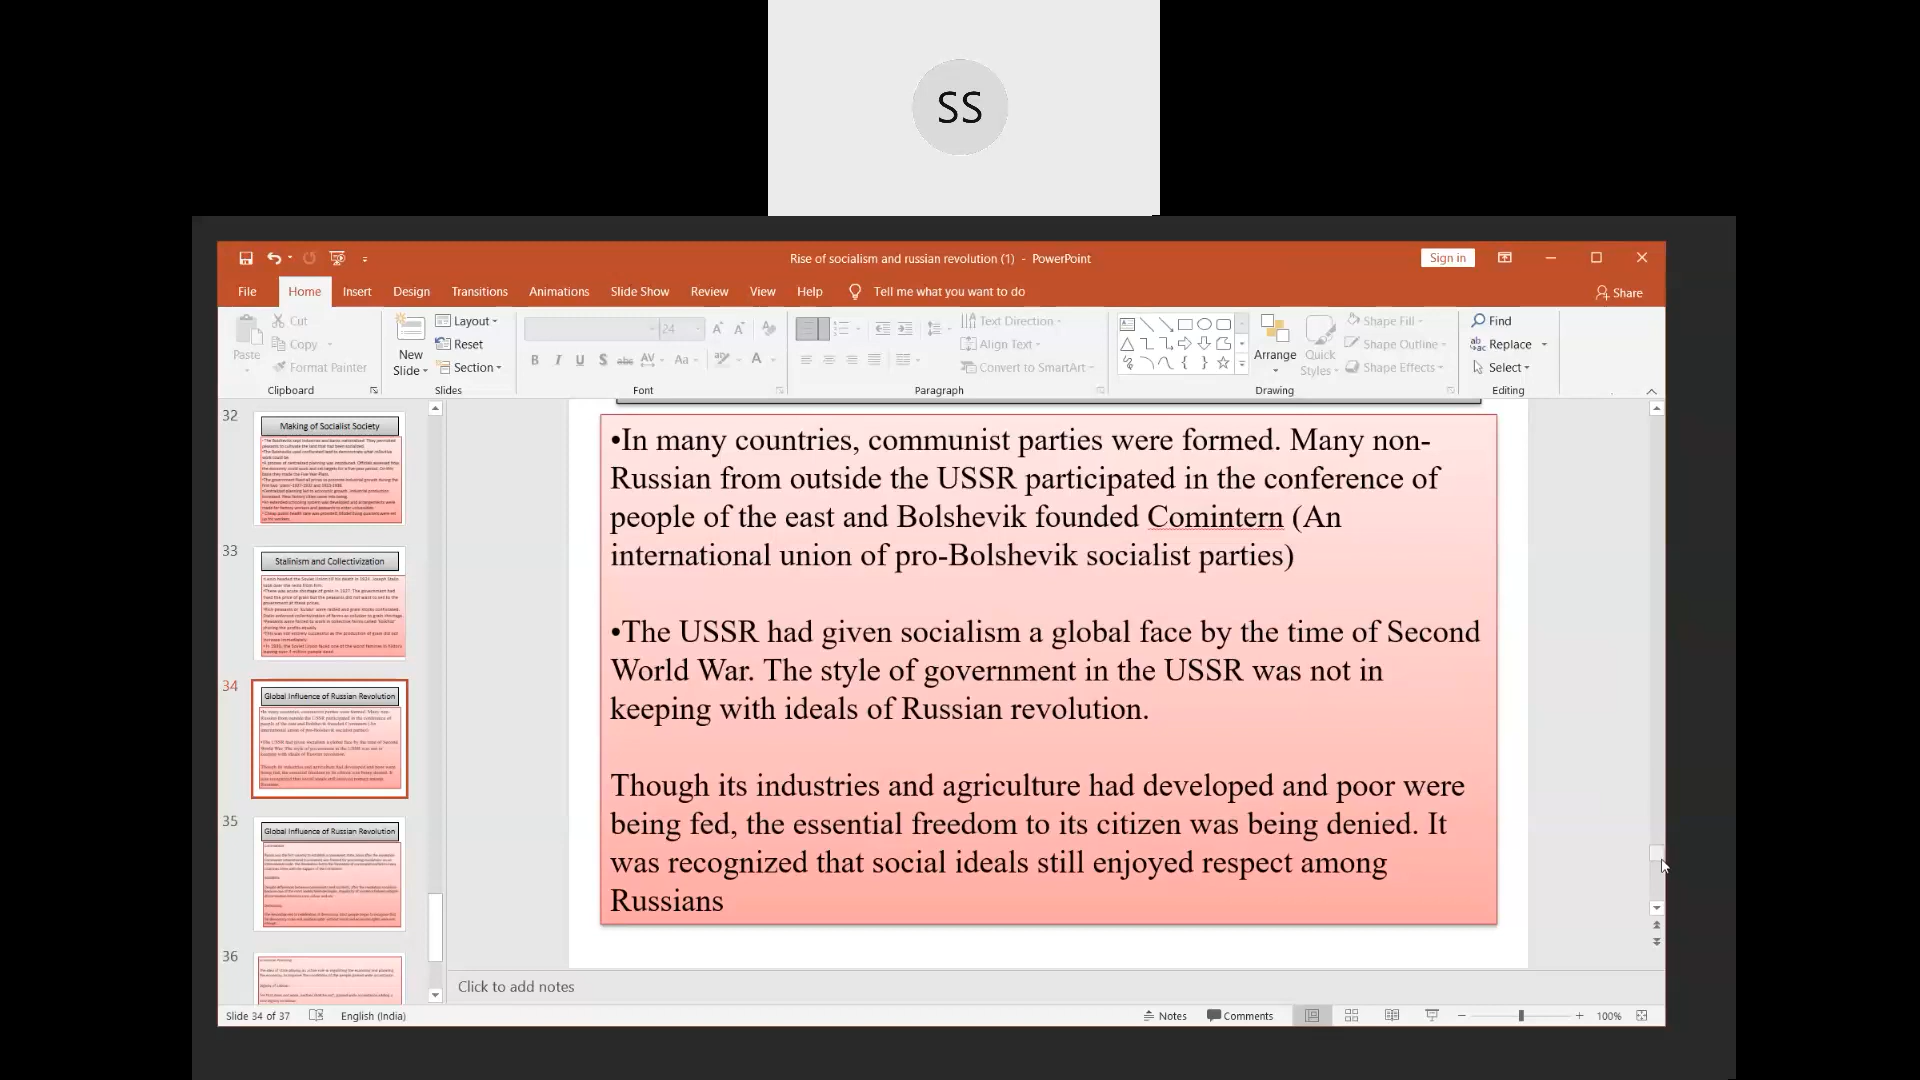 SS
Rise of socialism and russian revolution (1) - PowerPoint
Sign in
File Home Insert Design Transitions Animations Slide Show Review View Help Tell me what you want to do
Share
Paste
Cut
Copy
Format Painter
Clipboard
New
Slide
Layout
Reset
Section
Slides
24
Font
Text Direction
Align Text
Convert to SmartArt
Paragraph
Arrange
Quick
Styles
Shape Fill
Shape Outline
Shape Effects
Drawing
Find
Replace
Select
Editing
32
Making of Socialist Society
33
Stalinism and Collectivization
34
Global Influence of Russian Revolution
35
Global Influence of Russian Revolution
36
•In many countries, communist parties were formed. Many non-
Russian from outside the USSR participated in the conference of
people of the east and Bolshevik founded Comintern (An
international union of pro-Bolshevik socialist parties)
•The USSR had given socialism a global face by the time of Second
World War. The style of government in the USSR was not in
keeping with ideals of Russian revolution.
Though its industries and agriculture had developed and poor were
being fed, the essential freedom to its citizen was being denied. It
was recognized that social ideals still enjoyed respect among
Russians
Click to add notes
Slide 34 of 37
English (India)
Notes
Comments
100%